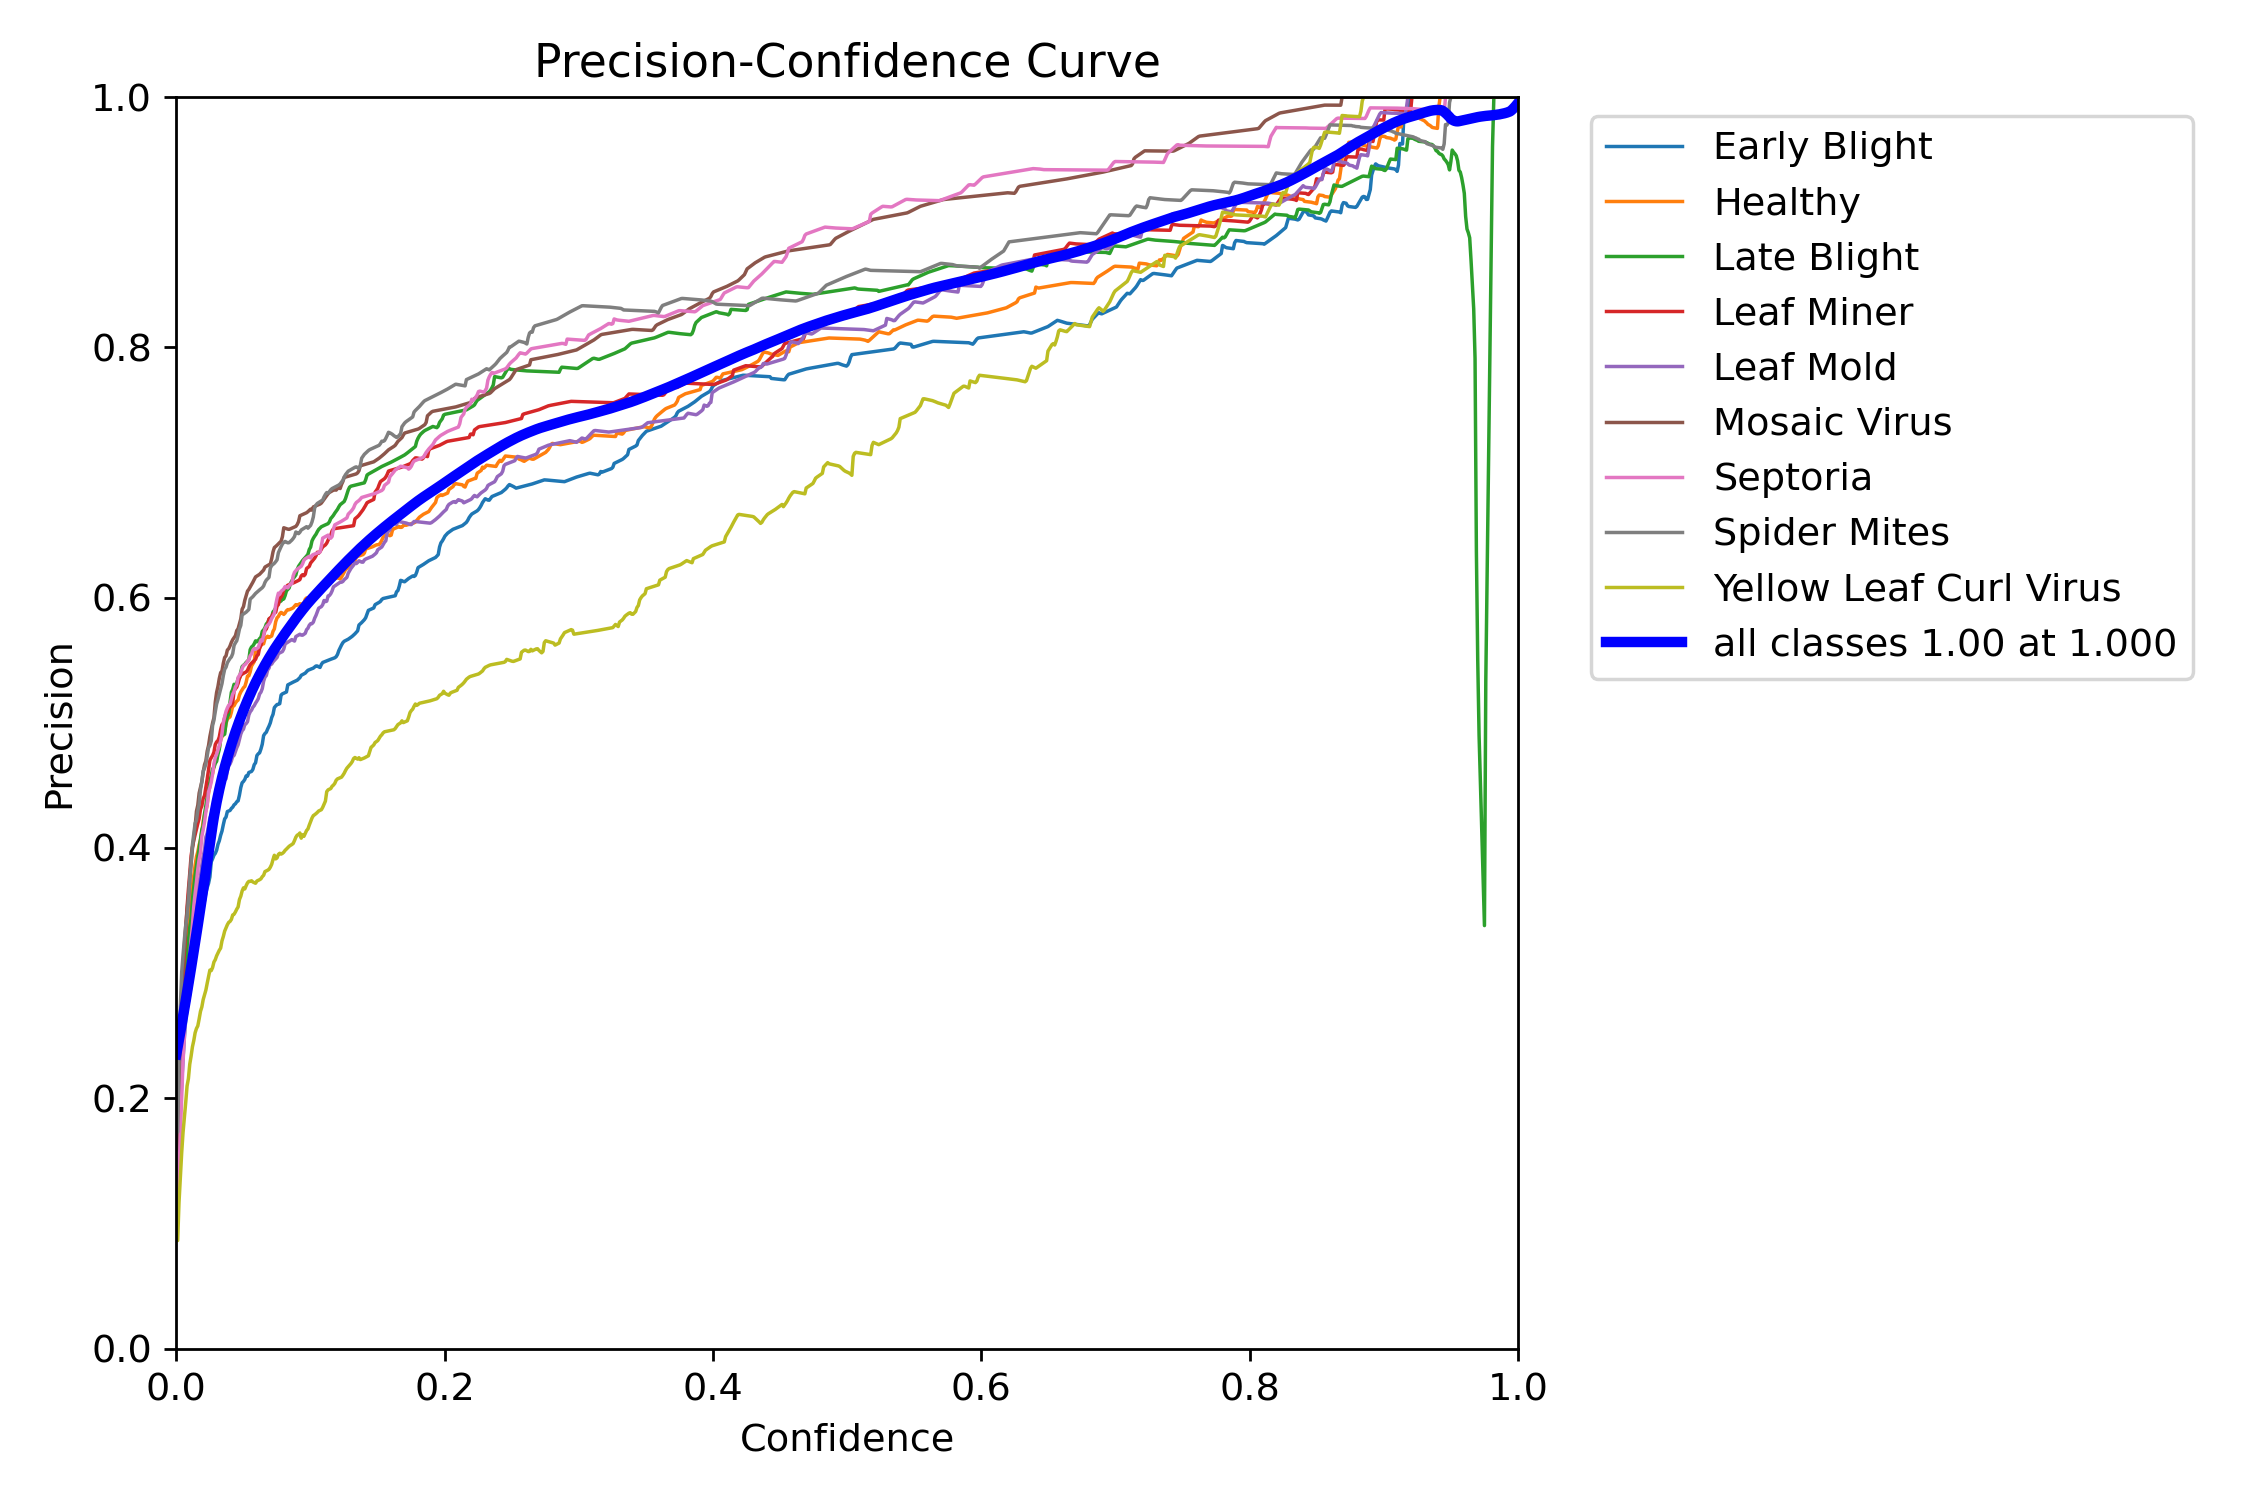 Precision-Confidence Curve
1.0
0.8
0.6
0.4
0.2
0.0
Precision
0.0 0.2 0.4 0.6 0.8 1.0
Confidence
Early Blight
Healthy
Late Blight
Leaf Miner
Leaf Mold
Mosaic Virus
Septoria
Spider Mites
Yellow Leaf Curl Virus
all classes 1.00 at 1.000